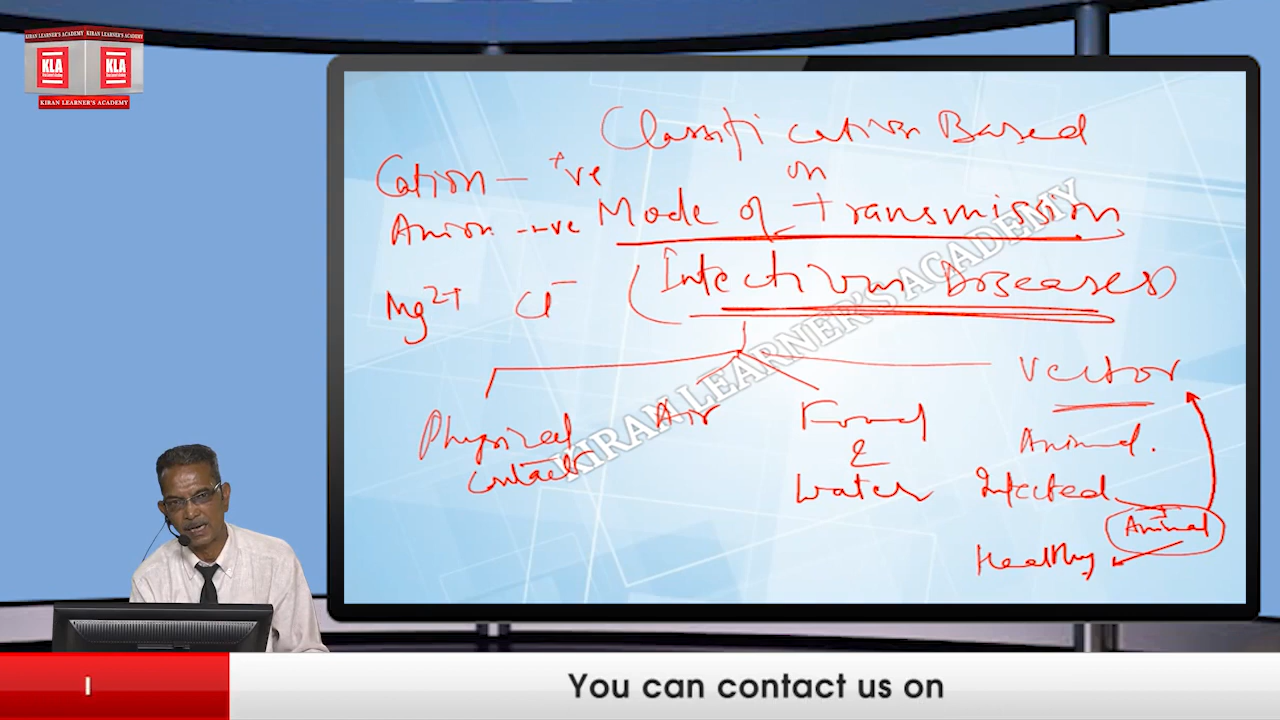 KIRAN LEARNER'S ACADEMY KIRAN LEARNER'S ACADEMY
KLA KLA
KIRAN LEARNER'S ACADEMY
Classification Based
on
Mode of Transmission
(Infectious Diseases)
Cation - +ve
Anion - -ve
Mg2+ Cl-
Physical contact
Air
Food & Water
Vector
Animal.
Infected
Animal
Healthy
KIRAN LEARNER'S ACADEMY
I
You can contact us on